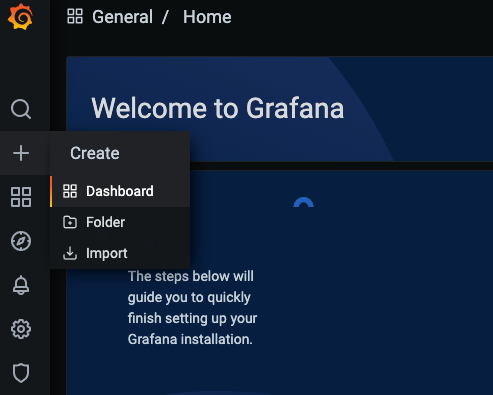 General / Home
Welcome to Grafana
Create
Dashboard
Folder
Import
The steps below will
guide you to quickly
finish setting up your
Grafana installation.